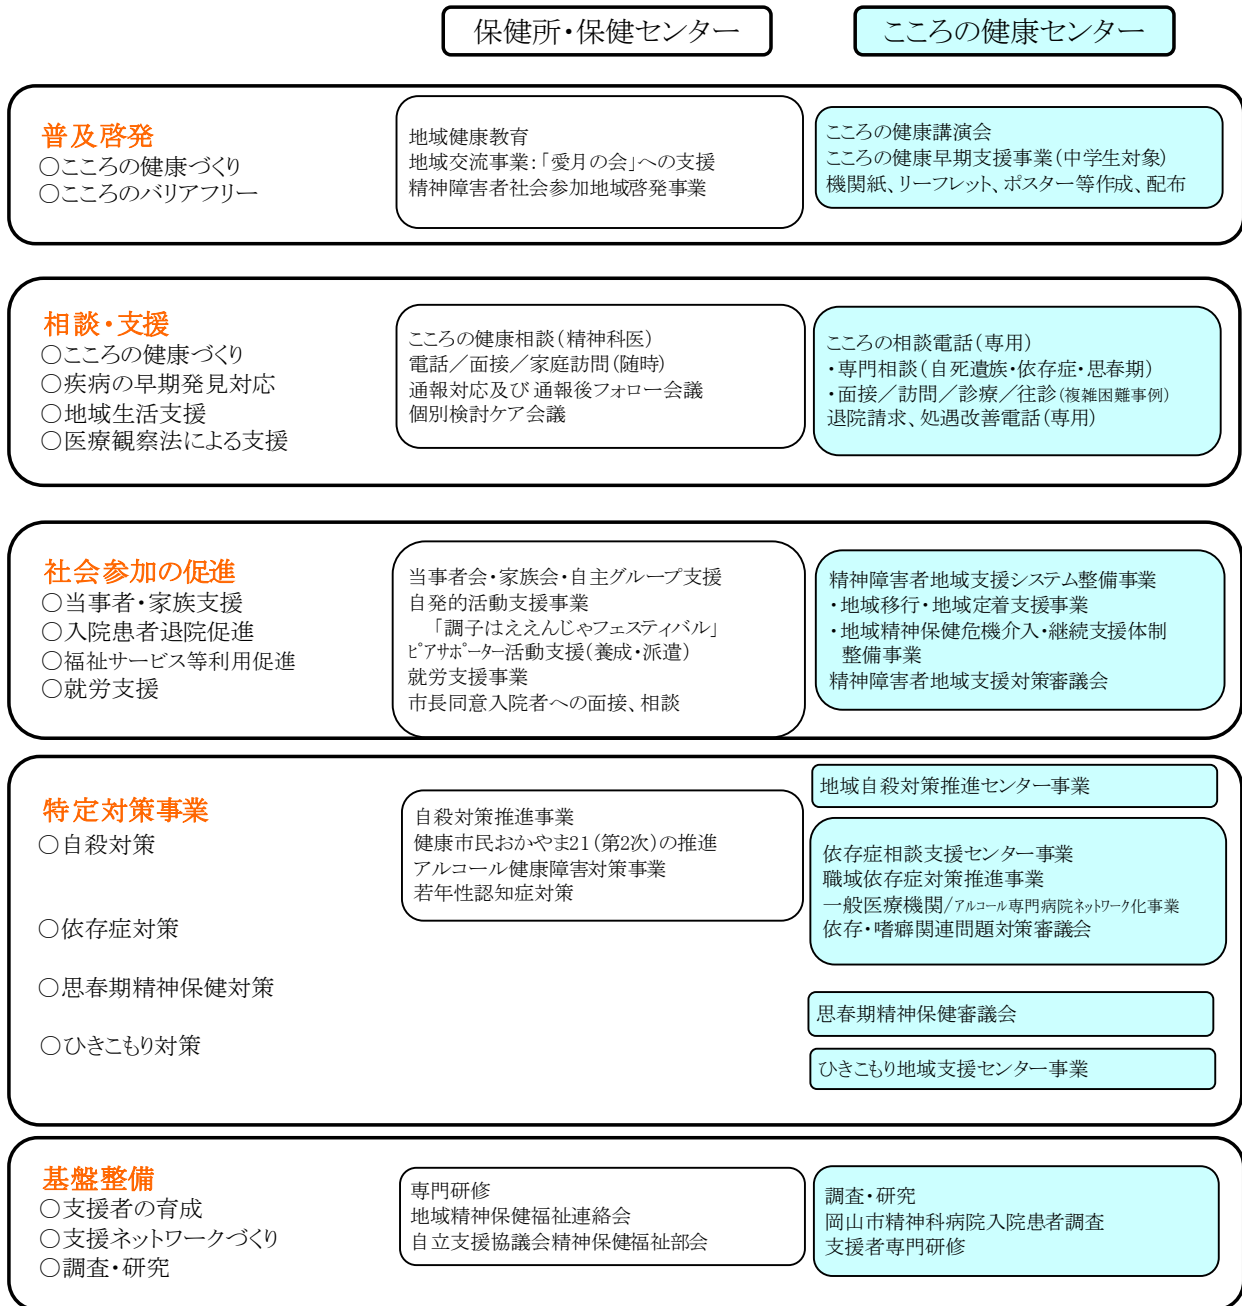 保健所・保健センター
こころの健康センター
普及啓発
○こころの健康づくり
○こころのバリアフリー
地域健康教育
地域交流事業:「愛月の会」への支援
精神障害者社会参加地域啓発事業
こころの健康講演会
こころの健康早期支援事業(中学生対象)
機関紙、リーフレット、ポスター等作成、配布
相談・支援
○こころの健康づくり
○疾病の早期発見対応
○地域生活支援
○医療観察法による支援
こころの健康相談(精神科医)
電話/面接/家庭訪問(随時)
通報対応及び通報後フォロー会議
個別検討ケア会議
こころの相談電話(専用)
・専門相談(自死遺族・依存症・思春期)
・面接/訪問/診療/往診(複雑困難事例)
退院請求、処遇改善電話(専用)
社会参加の促進
○当事者・家族支援
○入院患者退院促進
○福祉サービス等利用促進
○就労支援
当事者会・家族会・自主グループ支援
自発的活動支援事業
「調子はええんじゃフェスティバル」
ピアサポーター活動支援(養成・派遣)
就労支援事業
市長同意入院者への面接、相談
精神障害者地域支援システム整備事業
・地域移行・地域定着支援事業
・地域精神保健危機介入・継続支援体制
整備事業
精神障害者地域支援対策審議会
特定対策事業
○自殺対策
○依存症対策
○思春期精神保健対策
○ひきこもり対策
自殺対策推進事業
健康市民おかやま21(第2次)の推進
アルコール健康障害対策事業
若年性認知症対策
地域自殺対策推進センター事業
依存症相談支援センター事業
職域依存症対策推進事業
一般医療機関/アルコール専門病院ネットワーク化事業
依存・嗜癖関連問題対策審議会
思春期精神保健審議会
ひきこもり地域支援センター事業
基盤整備
○支援者の育成
○支援ネットワークづくり
○調査・研究
専門研修
地域精神保健福祉連絡会
自立支援協議会精神保健福祉部会
調査・研究
岡山市精神科病院入院患者調査
支援者専門研修